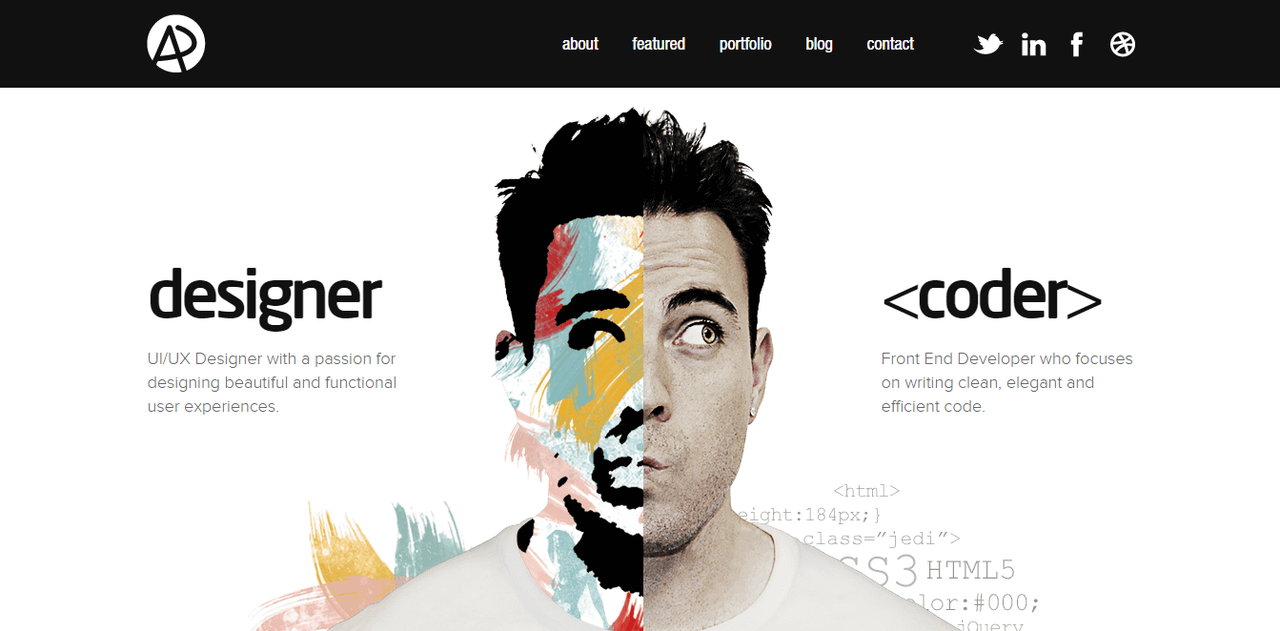 AP
about featured portfolio blog contact
designer
UI/UX Designer with a passion for
designing beautiful and functional
user experiences.
<coder>
Front End Developer who focuses
on writing clean, elegant and
efficient code.
<html>
eight:184px;}
class=”jedi”>
SS3 HTML5
lor:#000;
jQuery